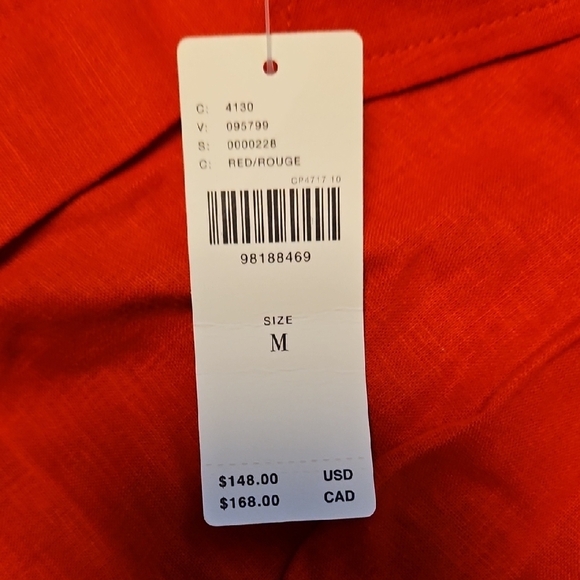 C: 4130
V: 095799
S: 0000228
C: RED/ROUGE
CP4717 10
98188469
SIZE
M
$148.00 USD
$168.00 CAD